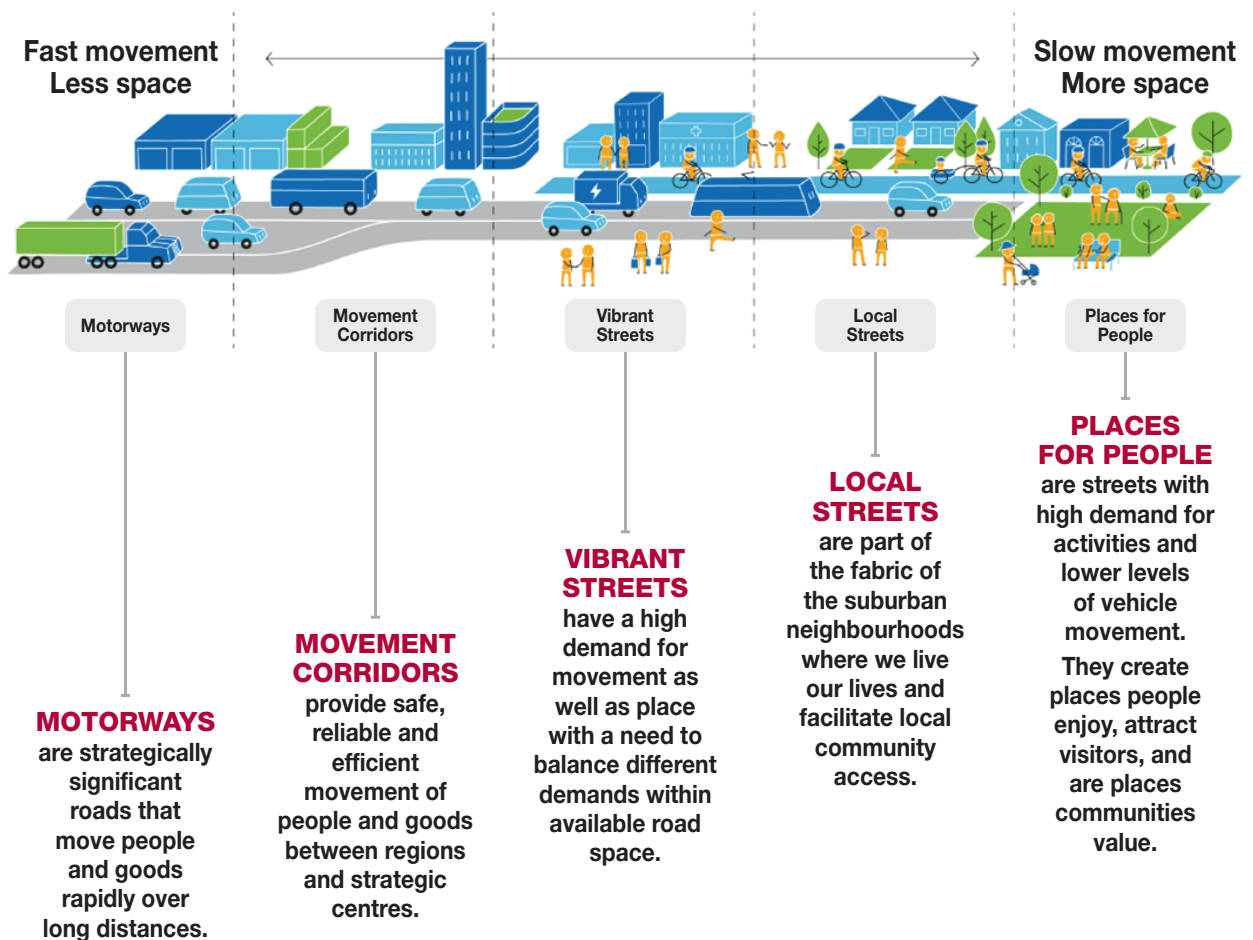 Fast movement
Less space
Slow movement
More space
Motorways
Movement
Corridors
Vibrant
Streets
Local
Streets
Places for
People
MOTORWAYS
are strategically
significant
roads that
move people
and goods
rapidly over
long distances.
MOVEMENT
CORRIDORS
provide safe,
reliable and
efficient
movement of
people and goods
between regions
and strategic
centres.
VIBRANT
STREETS
have a high
demand for
movement as
well as place
with a need to
balance different
demands within
available road
space.
LOCAL
STREETS
are part of
the fabric of
the suburban
neighbourhoods
where we live
our lives and
facilitate local
community
access.
PLACES
FOR PEOPLE
are streets with
high demand for
activities and
lower levels
of vehicle
movement.
They create
places people
enjoy, attract
visitors, and
are places
communities
value.